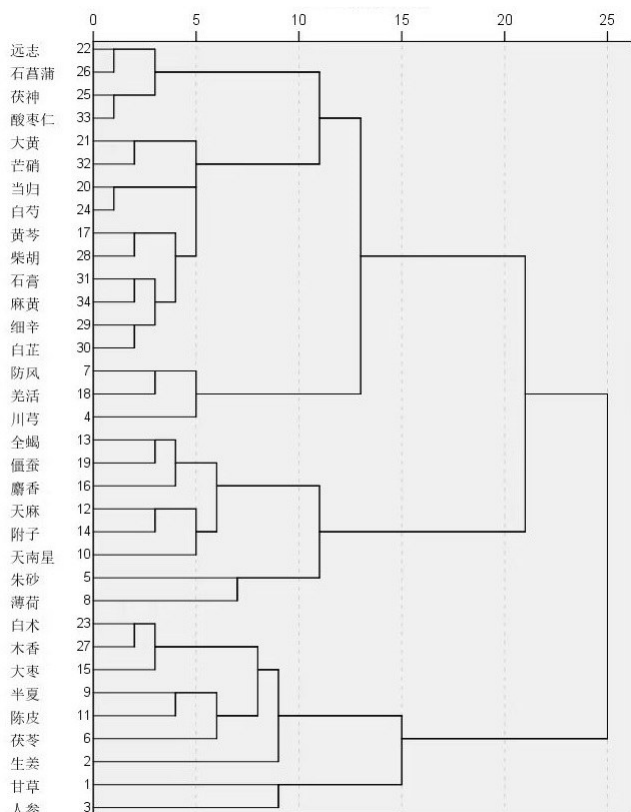 0 5 10 15 20 25
远志 22
石菖蒲 26
茯神 25
酸枣仁 33
大黄 21
芒硝 32
当归 20
白芍 24
黄芩 17
柴胡 28
石膏 31
麻黄 34
细辛 29
白芷 30
防风 7
羌活 18
川芎 4
全蝎 13
僵蚕 19
麝香 16
天麻 12
附子 14
天南星 10
朱砂 5
薄荷 8
白术 23
木香 27
大枣 15
半夏 9
陈皮 11
茯苓 6
生姜 2
甘草 1
人参 3